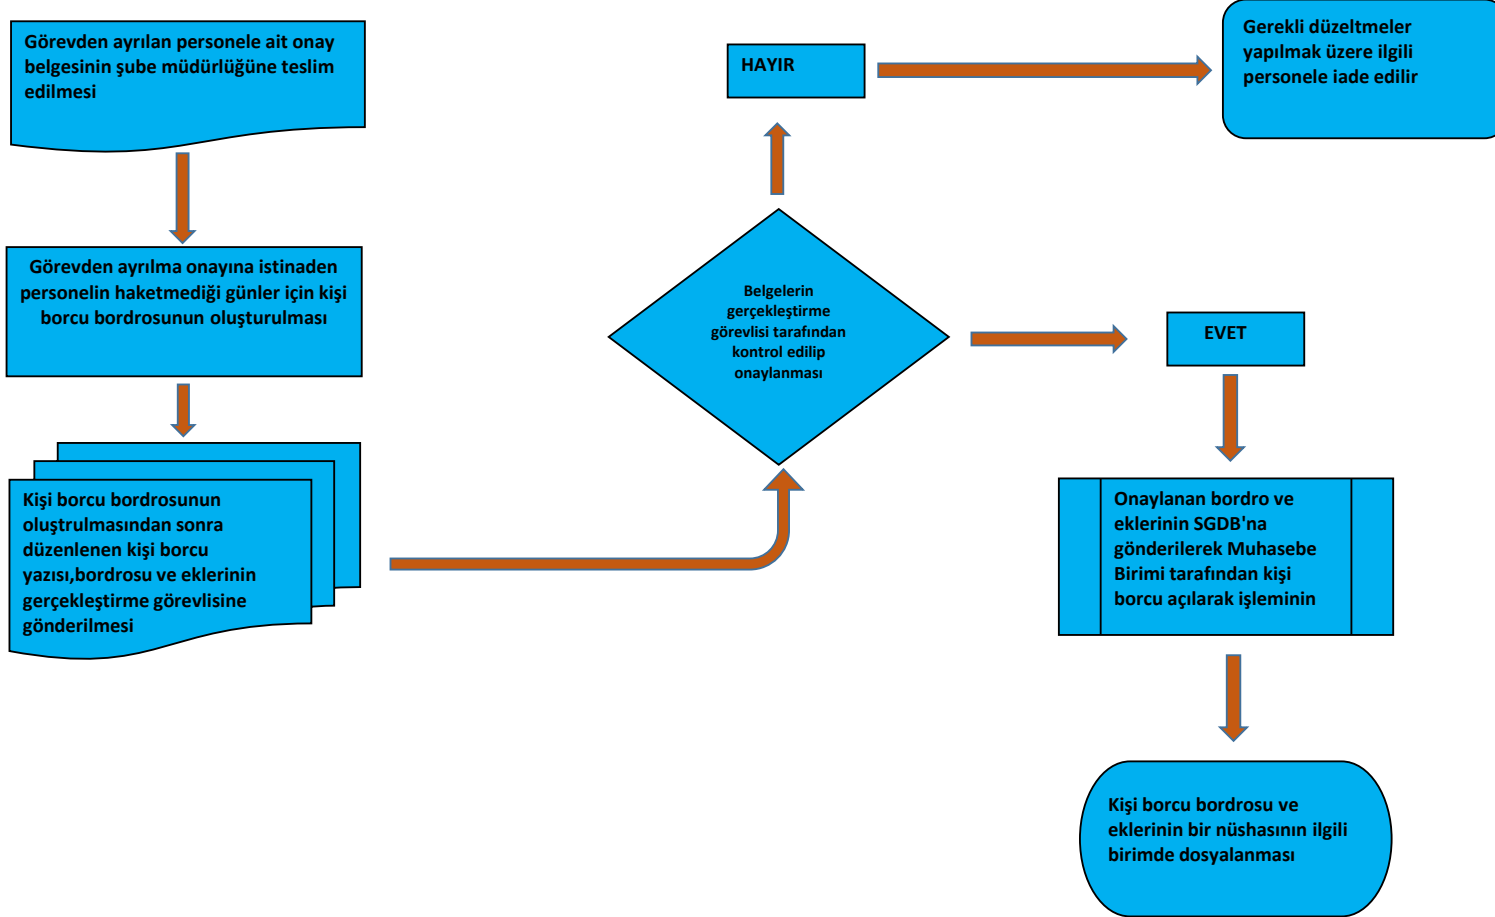 Görevden ayrılan personele ait onay
belgesinin şube müdürlüğüne teslim
edilmesi
Görevden ayrılma onayına istinaden
personelin haketmediği günler için kişi
borcu bordrosunun oluşturulması
Kişi borcu bordrosunun
oluştrulmasından sonra
düzenlenen kişi borcu
yazısı,bordrosu ve eklerinin
gerçekleştirme görevlisine
gönderilmesi
Belgelerin
gerçekleştirme
görevlisi tarafından
kontrol edilip
onaylanması
HAYIR
Gerekli düzeltmeler
yapılmak üzere ilgili
personele iade edilir
EVET
Onaylanan bordro ve
eklerinin SGDB'na
gönderilerek Muhasebe
Birimi tarafından kişi
borcu açılarak işleminin
Kişi borcu bordrosu ve
eklerinin bir nüshasının ilgili
birimde dosyalanması